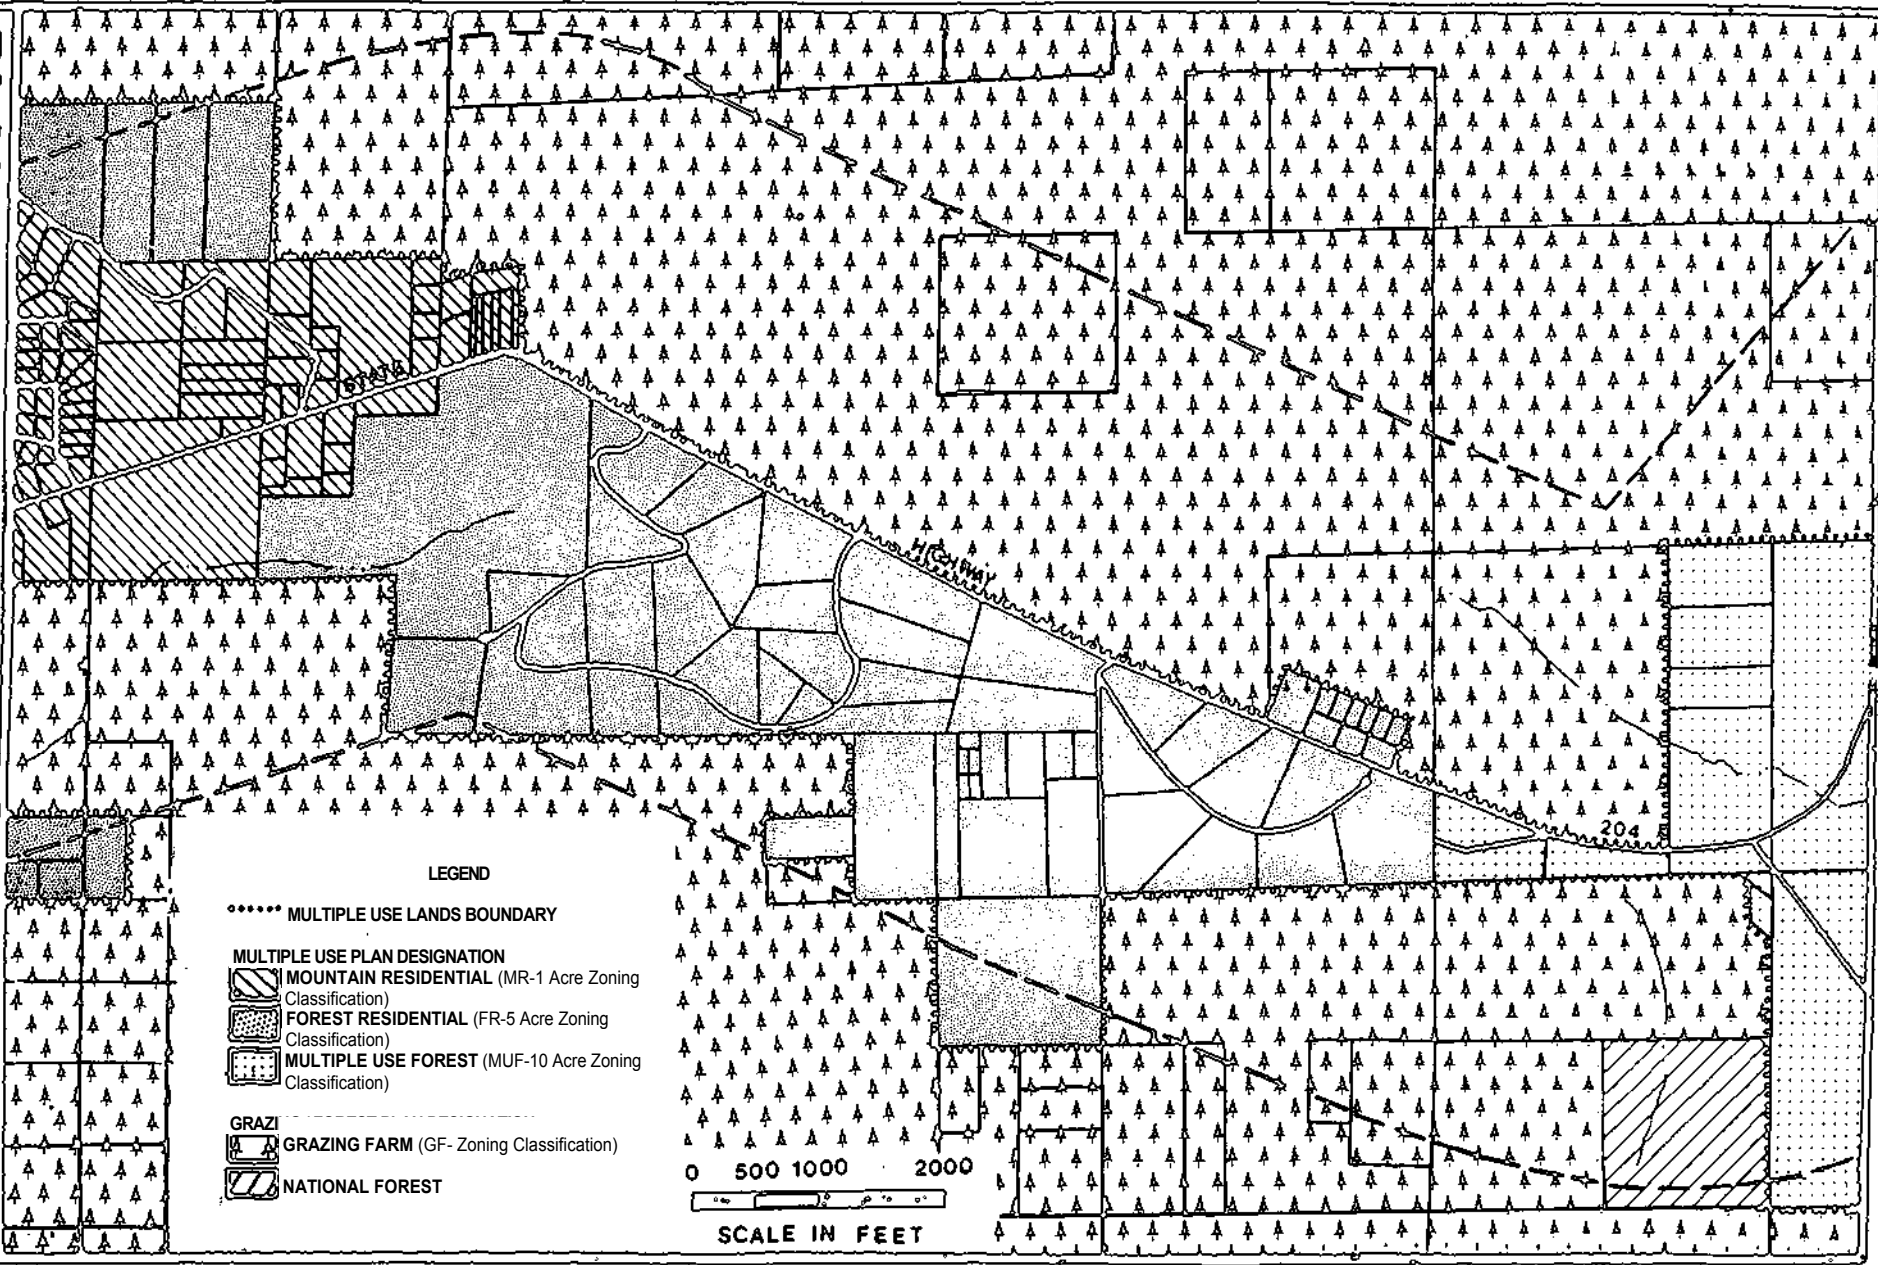 STATE
HIGHWAY
204
LEGEND
MULTIPLE USE LANDS BOUNDARY
MULTIPLE USE PLAN DESIGNATION
MOUNTAIN RESIDENTIAL (MR-1 Acre Zoning
Classification)
FOREST RESIDENTIAL (FR-5 Acre Zoning
Classification)
MULTIPLE USE FOREST (MUF-10 Acre Zoning
Classification)
GRAZI
GRAZING FARM (GF- Zoning Classification)
NATIONAL FOREST
0 500 1000 2000
SCALE IN FEET